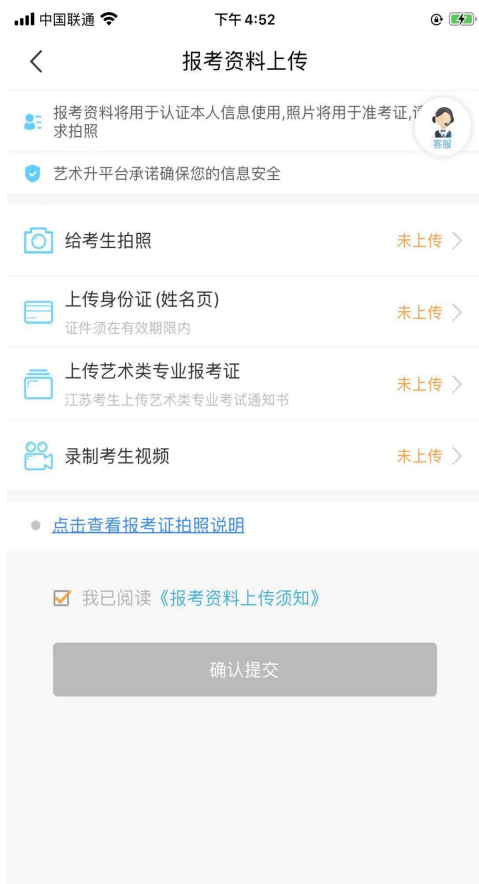 中国联通 下午4:52
报考资料上传
报考资料将用于认证本人信息使用,照片将用于准考证,
求拍照
客服
艺术升平台承诺确保您的信息安全
给考生拍照 未上传
上传身份证(姓名页) 未上传
证件须在有效期限内
上传艺术类专业报考证 未上传
江苏考生上传艺术类专业考试通知书
录制考生视频 未上传
点击查看报考证拍照说明
我已阅读《报考资料上传须知》
确认提交